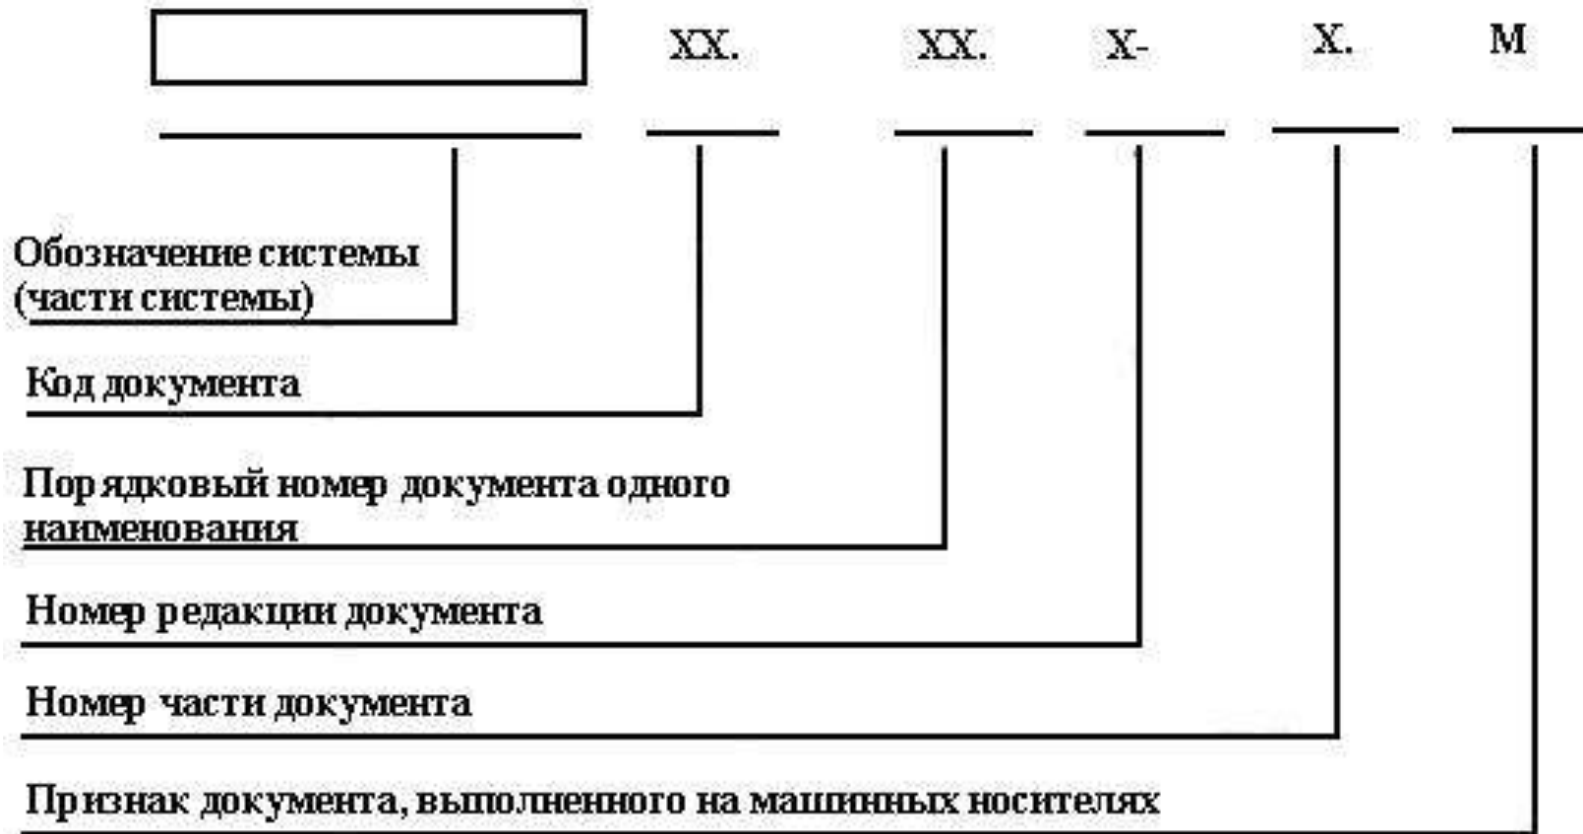 XX. XX. X- X. М
Обозначение системы
(части системы)
Код документа
Порядковый номер документа одного
наименования
Номер редакции документа
Номер части документа
Признак документа, выполненного на машинных носителях